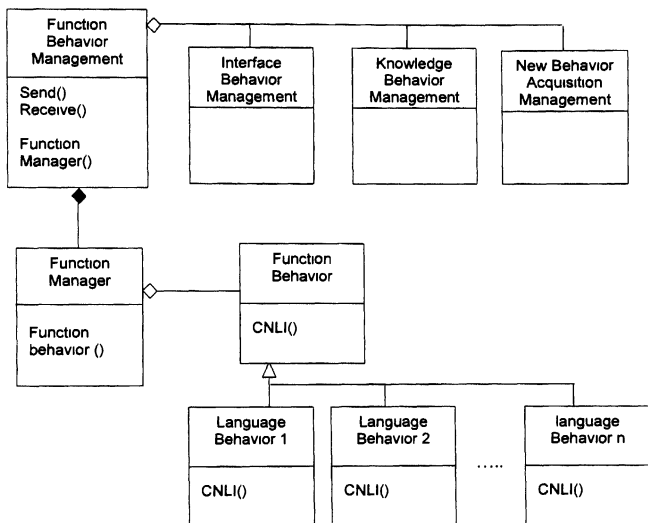 Function
Behavior
Management
Send()
Receive()
Function
Manager()
Interface
Behavior
Management
Knowledge
Behavior
Management
New Behavior
Acquisition
Management
Function
Manager
Function
behavior ()
Function
Behavior
CNLI()
Language
Behavior 1
CNLI()
Language
Behavior 2
CNLI()
.....
language
Behavior n
CNLI()